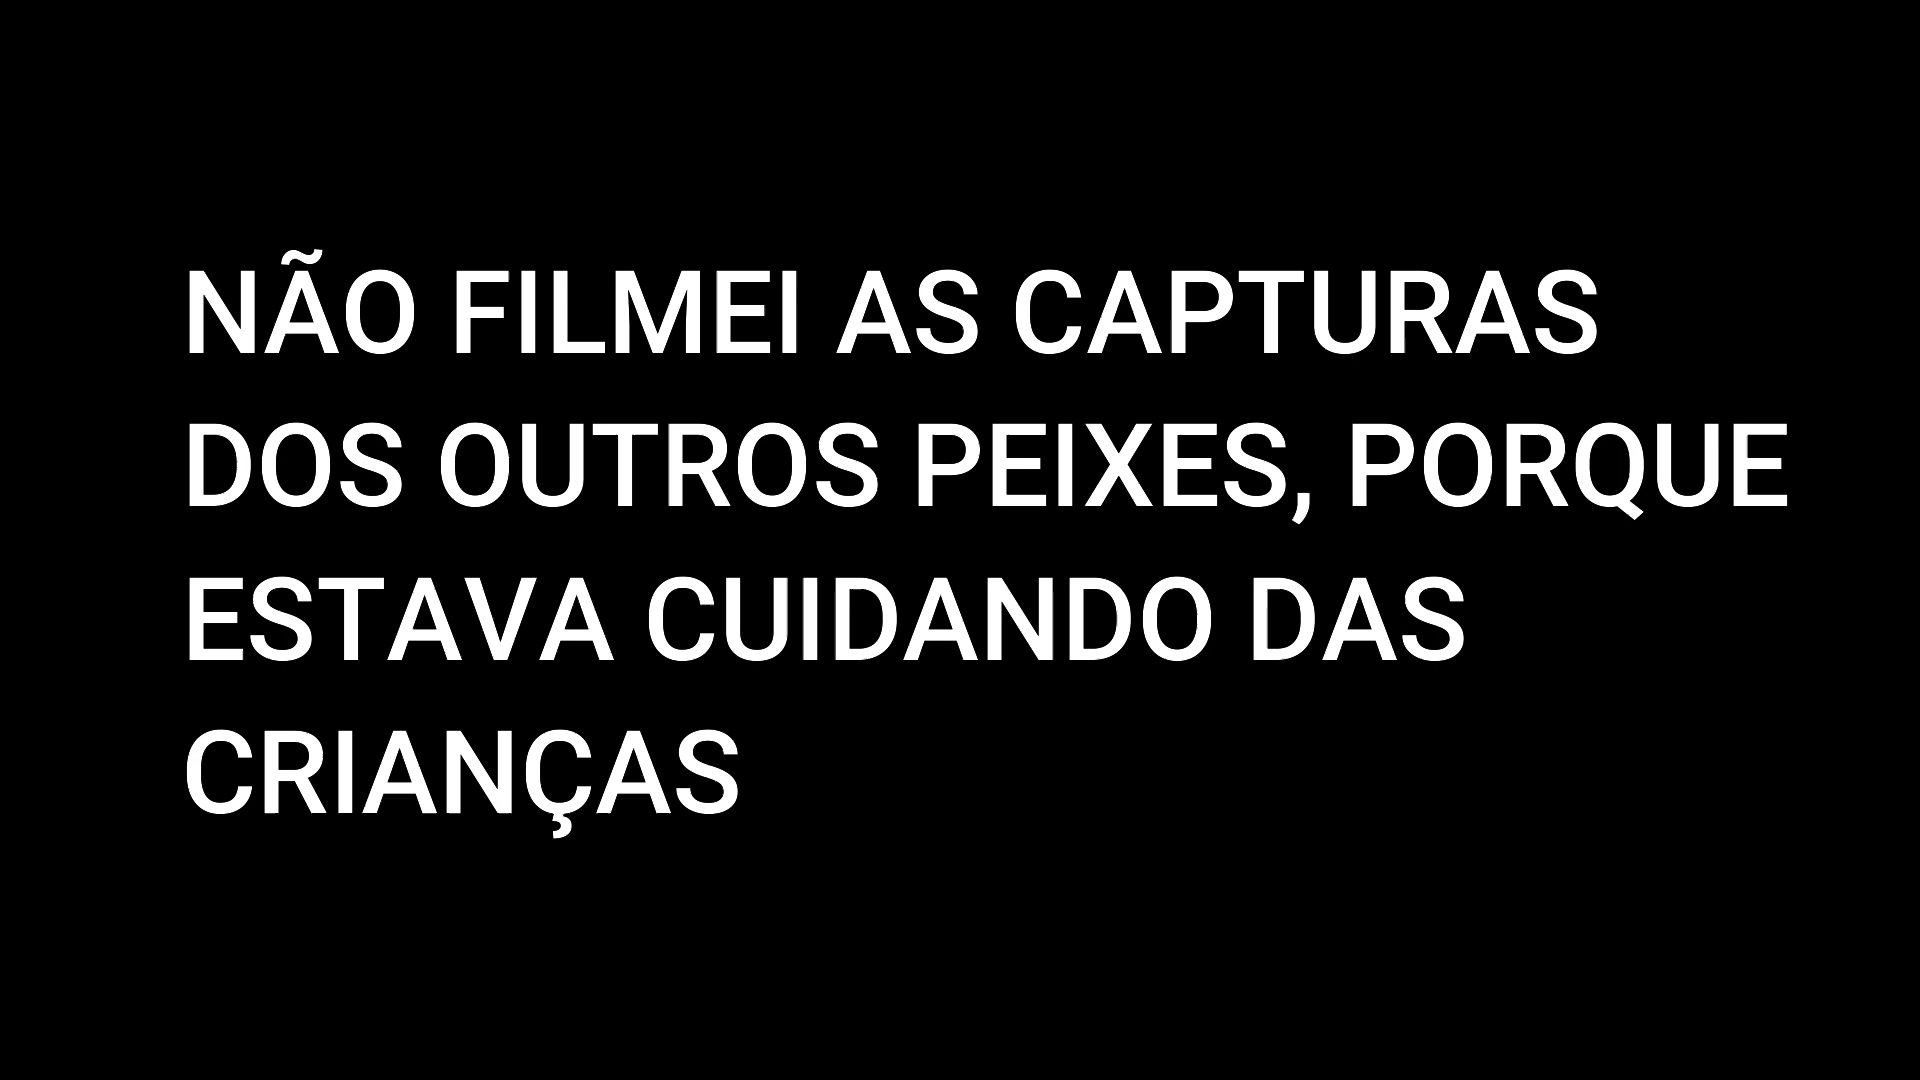 NÃO FILMEI AS CAPTURAS
DOS OUTROS PEIXES, PORQUE
ESTAVA CUIDANDO DAS
CRIANÇAS